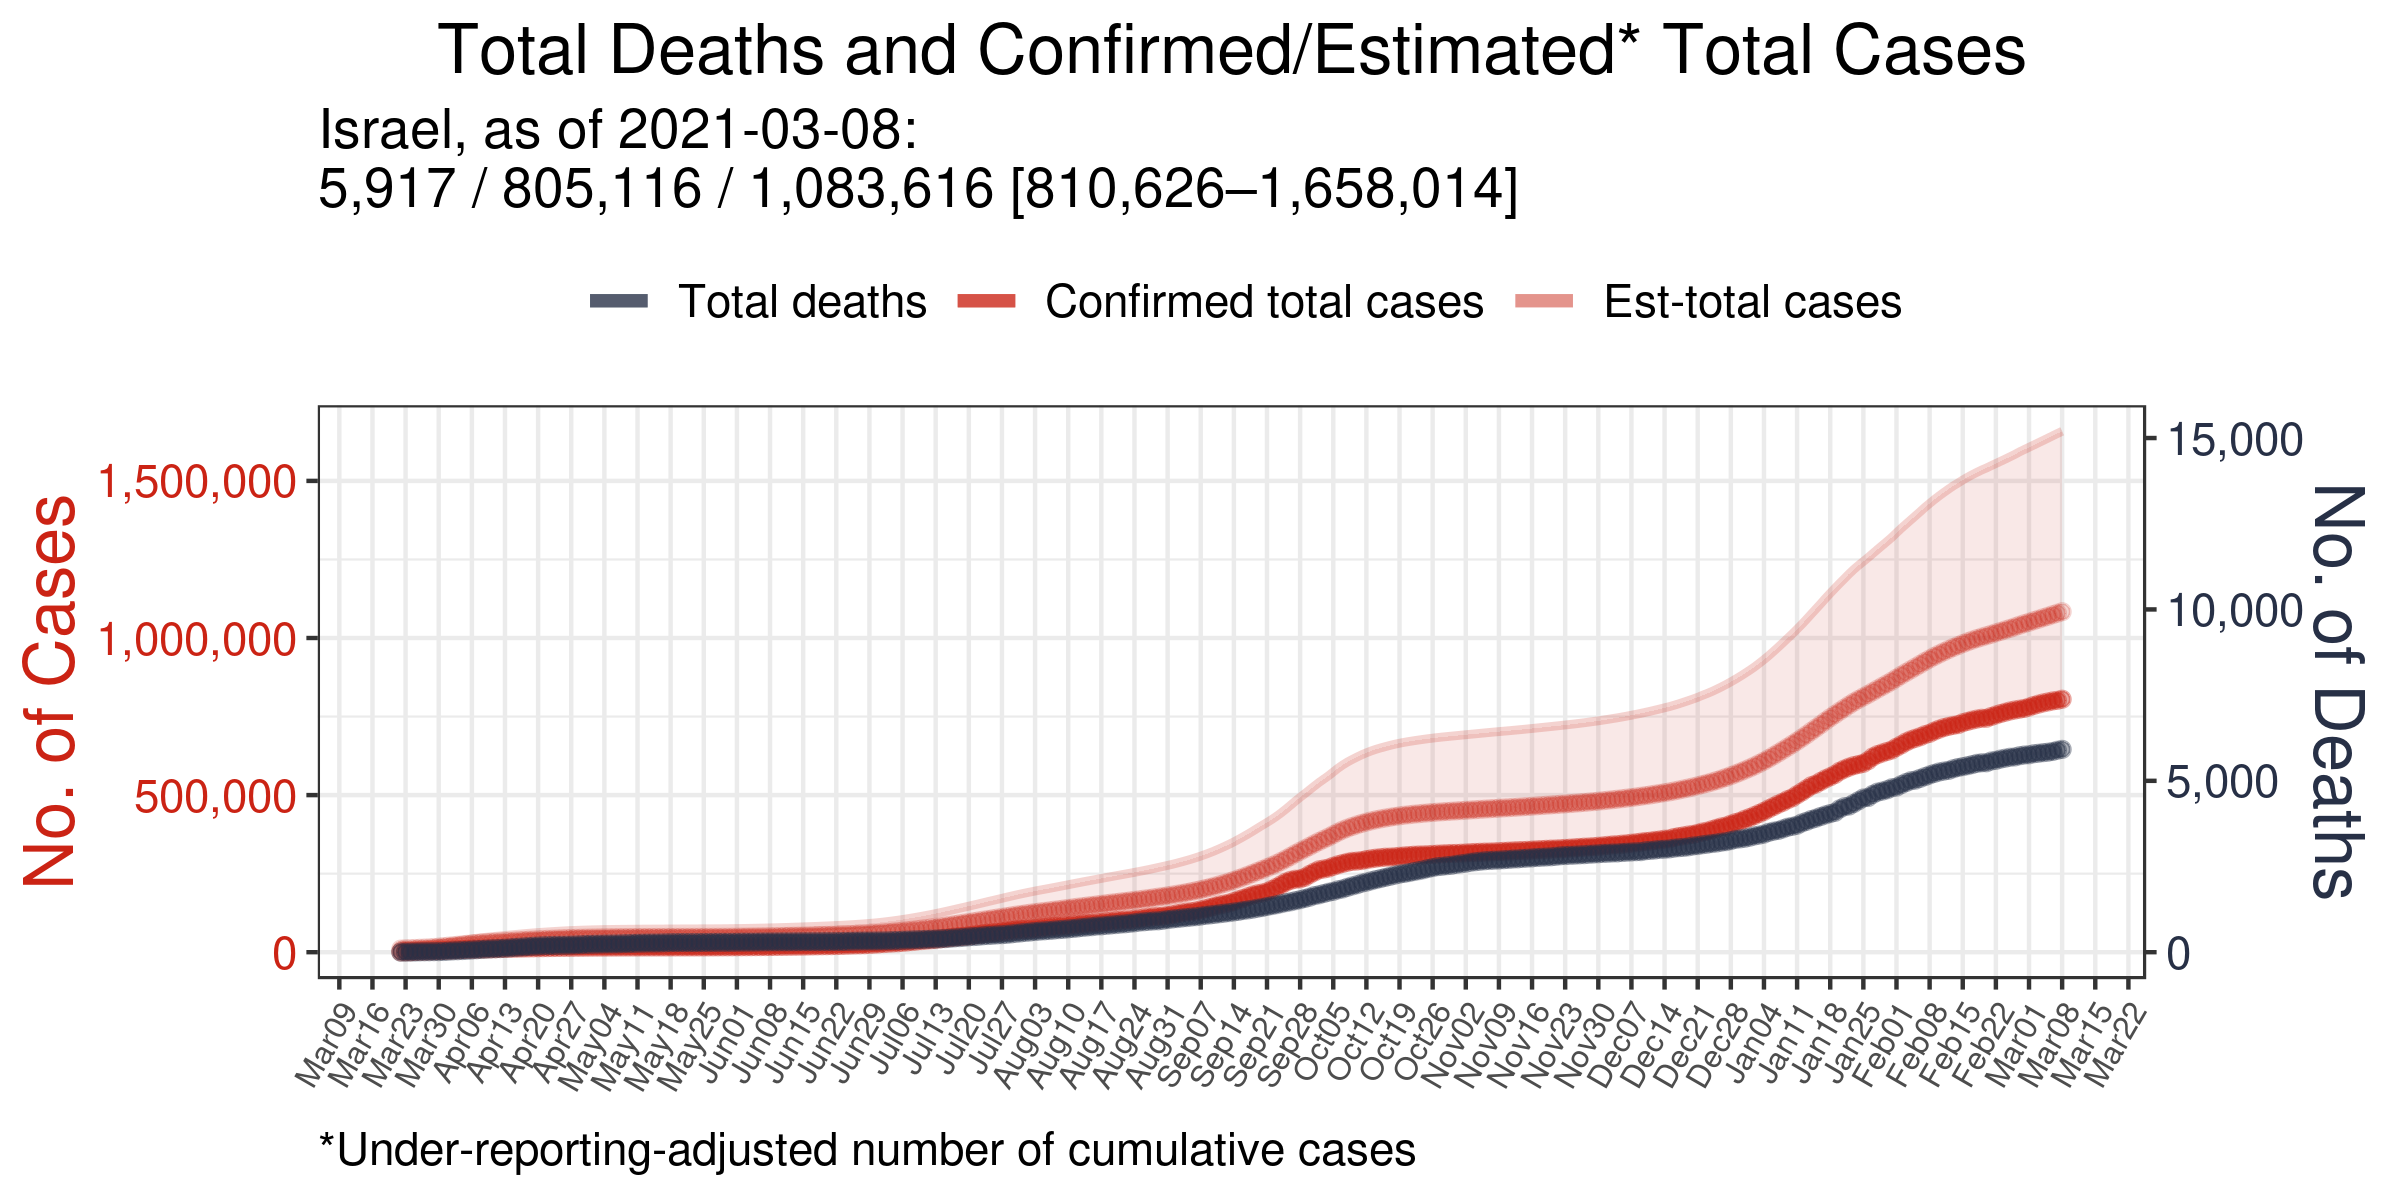 Total Deaths and Confirmed/Estimated* Total Cases
Israel, as of 2021-03-08:
5,917 / 805,116 / 1,083,616 [810,626–1,658,014]
Total deaths
Confirmed total cases
Est-total cases
No. of Cases
1,500,000
1,000,000
500,000
0
15,000
10,000
5,000
0
No. of Deaths
Mar09
Mar16
Mar23
Mar30
Apr06
Apr13
Apr20
Apr27
May04
May11
May18
May25
Jun01
Jun08
Jun15
Jun22
Jun29
Jul06
Jul13
Jul20
Jul27
Aug03
Aug10
Aug17
Aug24
Aug31
Sep07
Sep14
Sep21
Sep28
Oct05
Oct12
Oct19
Oct26
Nov02
Nov09
Nov16
Nov23
Nov30
Dec07
Dec14
Dec21
Dec28
Jan04
Jan11
Jan18
Jan25
Feb01
Feb08
Feb15
Feb22
Mar01
Mar08
Mar15
Mar22
*Under-reporting-adjusted number of cumulative cases